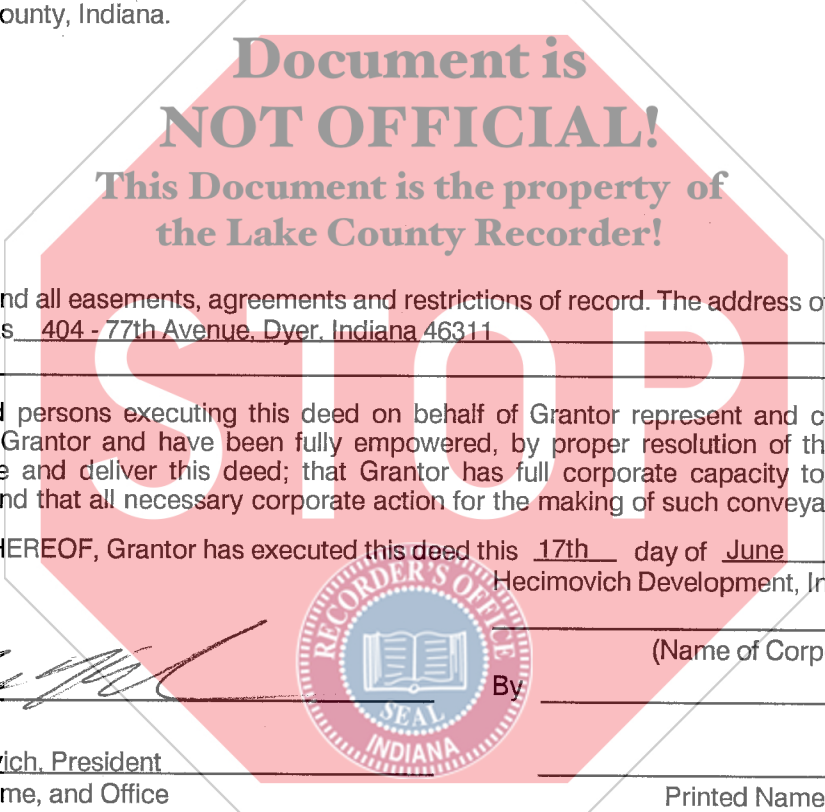 ounty, Indiana.
Document is
NOT OFFICIAL!
This Document is the property of
the Lake County Recorder!
nd all easements, agreements and restrictions of record. The address o
s 404 - 77th Avenue, Dyer, Indiana 46311
STOP
d persons executing this deed on behalf of Grantor represent and c
Grantor and have been fully empowered, by proper resolution of th
e and deliver this deed; that Grantor has full corporate capacity to
nd that all necessary corporate action for the making of such conveya
HEREOF, Grantor has executed this deed this 17th day of June
Hecimovich Development, In
(Name of Corp
By
RECORDER'S OFFICE
SEAL
INDIANA
vich, President
me, and Office
Printed Name